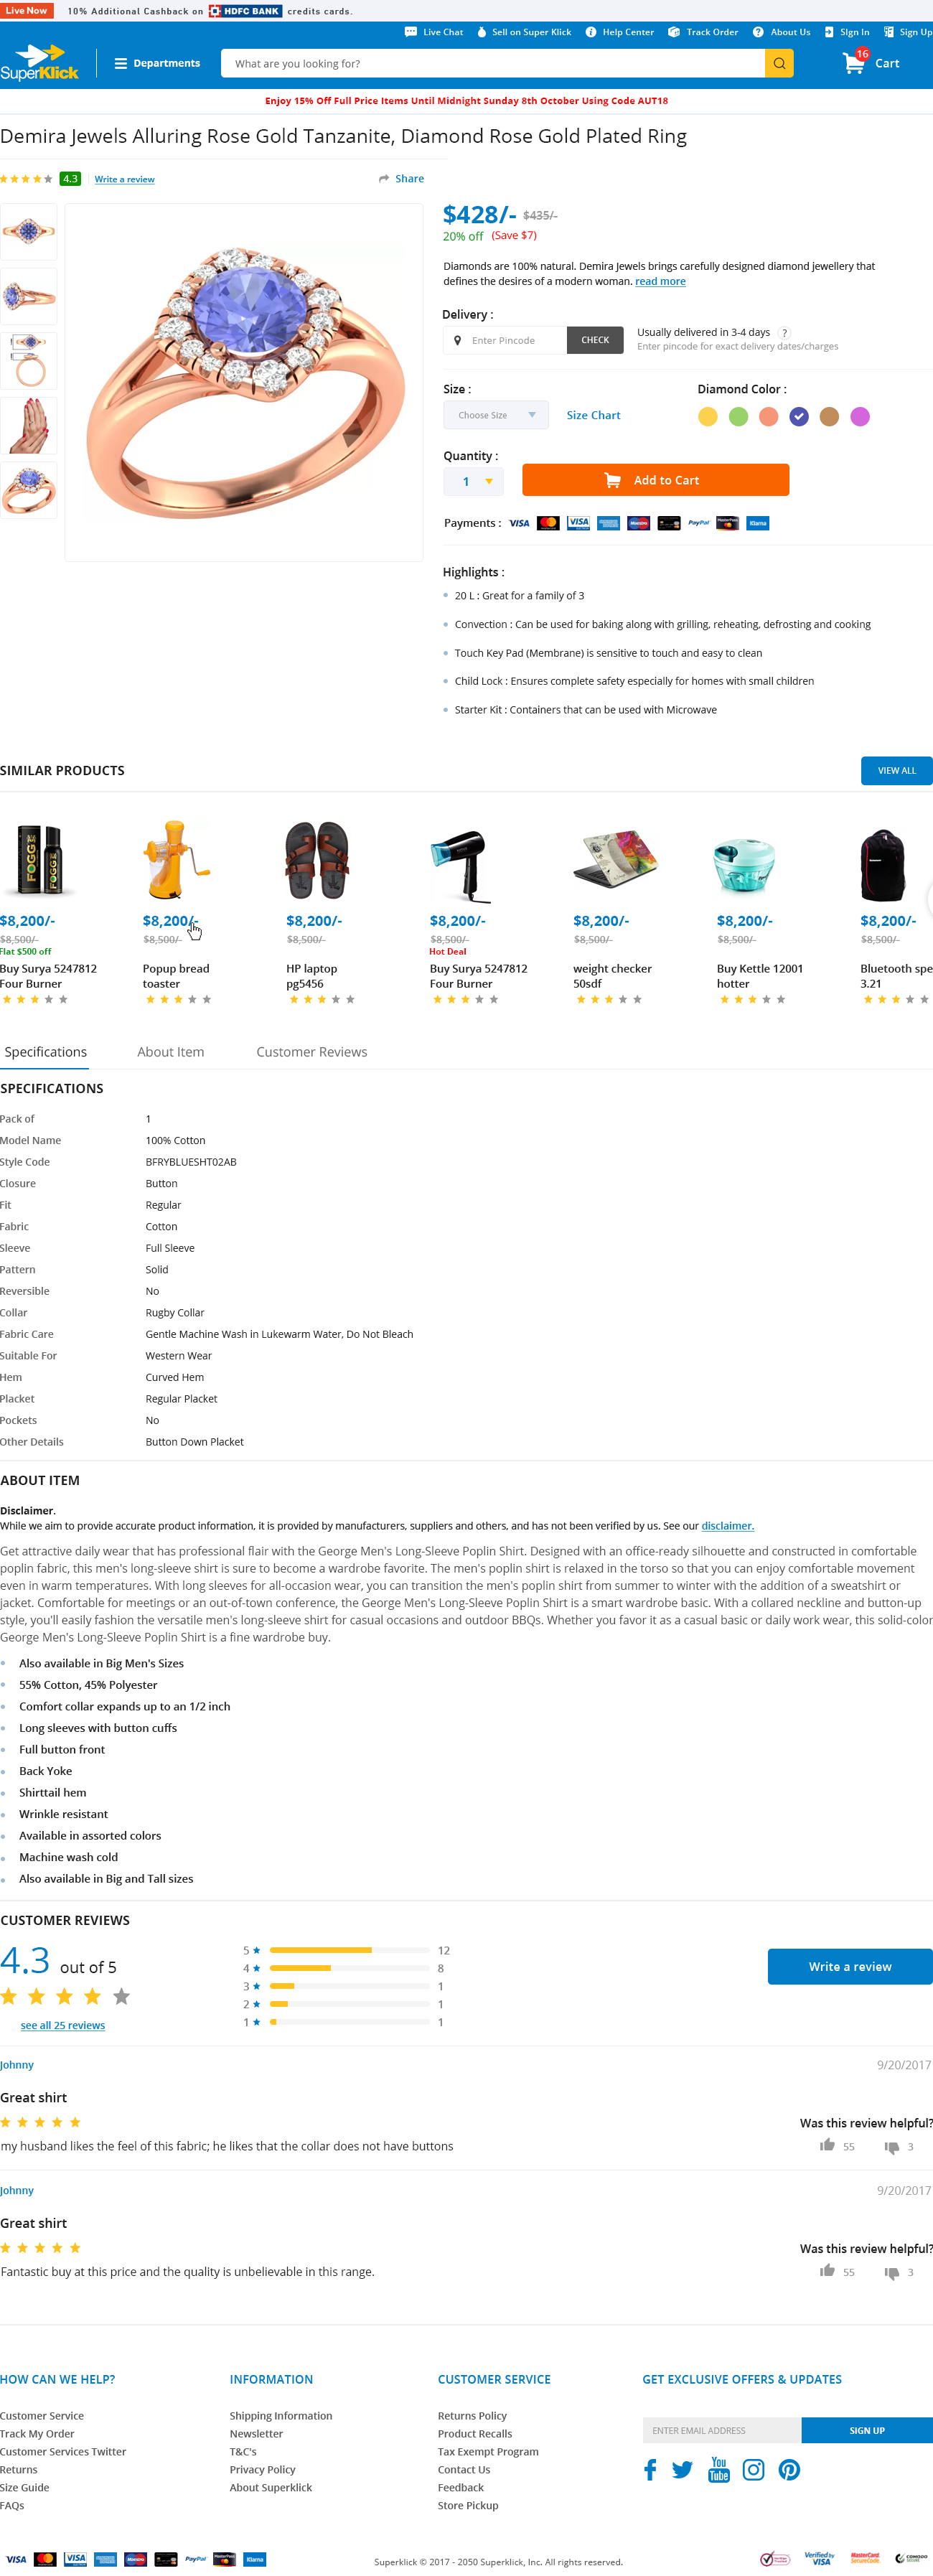 Live Now 10% Additional Cashback on HDFC BANK credits cards.
Live Chat Sell on Super Klick Help Center Track Order About Us SIgn In Sign Up
SuperKlick Departments What are you looking for? 16 Cart
Enjoy 15% Off Full Price Items Until Midnight Sunday 8th October Using Code AUT18
Demira Jewels Alluring Rose Gold Tanzanite, Diamond Rose Gold Plated Ring
4.3 Write a review Share
$428/- $435/-
20% off (Save $7)
Diamonds are 100% natural. Demira Jewels brings carefully designed diamond jewellery that
defines the desires of a modern woman. read more
Delivery :
Enter Pincode CHECK Usually delivered in 3-4 days ?
Enter pincode for exact delivery dates/charges
Size : Diamond Color :
Choose Size Size Chart
Quantity :
1 Add to Cart
Payments : VISA VISA Maestro PayPal MasterPass Klarna
Highlights :
20 L : Great for a family of 3
Convection : Can be used for baking along with grilling, reheating, defrosting and cooking
Touch Key Pad (Membrane) is sensitive to touch and easy to clean
Child Lock : Ensures complete safety especially for homes with small children
Starter Kit : Containers that can be used with Microwave
SIMILAR PRODUCTS VIEW ALL
FOGG FOGG
$8,200/- $8,200/- $8,200/- $8,200/- $8,200/- $8,200/- $8,200/-
$8,500/- $8,500/- $8,500/- $8,500/- $8,500/- $8,500/- $8,500/-
Flat $500 off Hot Deal
Buy Surya 5247812 Popup bread HP laptop Buy Surya 5247812 weight checker Buy Kettle 12001 Bluetooth spe
Four Burner toaster pg5456 Four Burner 50sdf hotter 3.21
Specifications About Item Customer Reviews
SPECIFICATIONS
Pack of 1
Model Name 100% Cotton
Style Code BFRYBLUESHT02AB
Closure Button
Fit Regular
Fabric Cotton
Sleeve Full Sleeve
Pattern Solid
Reversible No
Collar Rugby Collar
Fabric Care Gentle Machine Wash in Lukewarm Water, Do Not Bleach
Suitable For Western Wear
Hem Curved Hem
Placket Regular Placket
Pockets No
Other Details Button Down Placket
ABOUT ITEM
Disclaimer.
While we aim to provide accurate product information, it is provided by manufacturers, suppliers and others, and has not been verified by us. See our disclaimer.
Get attractive daily wear that has professional flair with the George Men's Long-Sleeve Poplin Shirt. Designed with an office-ready silhouette and constructed in comfortable
poplin fabric, this men's long-sleeve shirt is sure to become a wardrobe favorite. The men's poplin shirt is relaxed in the torso so that you can enjoy comfortable movement
even in warm temperatures. With long sleeves for all-occasion wear, you can transition the men's poplin shirt from summer to winter with the addition of a sweatshirt or
jacket. Comfortable for meetings or an out-of-town conference, the George Men's Long-Sleeve Poplin Shirt is a smart wardrobe basic. With a collared neckline and button-up
style, you'll easily fashion the versatile men's long-sleeve shirt for casual occasions and outdoor BBQs. Whether you favor it as a casual basic or daily work wear, this solid-color
George Men's Long-Sleeve Poplin Shirt is a fine wardrobe buy.
Also available in Big Men's Sizes
55% Cotton, 45% Polyester
Comfort collar expands up to an 1/2 inch
Long sleeves with button cuffs
Full button front
Back Yoke
Shirttail hem
Wrinkle resistant
Available in assorted colors
Machine wash cold
Also available in Big and Tall sizes
CUSTOMER REVIEWS
4.3 out of 5
see all 25 reviews
5 12
4 8
3 1
2 1
1 1
Write a review
Johnny 9/20/2017
Great shirt
Was this review helpful?
my husband likes the feel of this fabric; he likes that the collar does not have buttons 55 3
Johnny 9/20/2017
Great shirt
Was this review helpful?
Fantastic buy at this price and the quality is unbelievable in this range. 55 3
HOW CAN WE HELP? INFORMATION CUSTOMER SERVICE GET EXCLUSIVE OFFERS & UPDATES
Customer Service Shipping Information Returns Policy
Track My Order Newsletter Product Recalls ENTER EMAIL ADDRESS SIGN UP
Customer Services Twitter T&C's Tax Exempt Program
Returns Privacy Policy Contact Us You Tube
Size Guide About Superklick Feedback
FAQs Store Pickup
VISA VISA Maestro PayPal MasterPass Klarna Superklick © 2017 - 2050 Superklick, Inc. All rights reserved. Verified by VISA MasterCard. SecureCode. COMODO SECURE